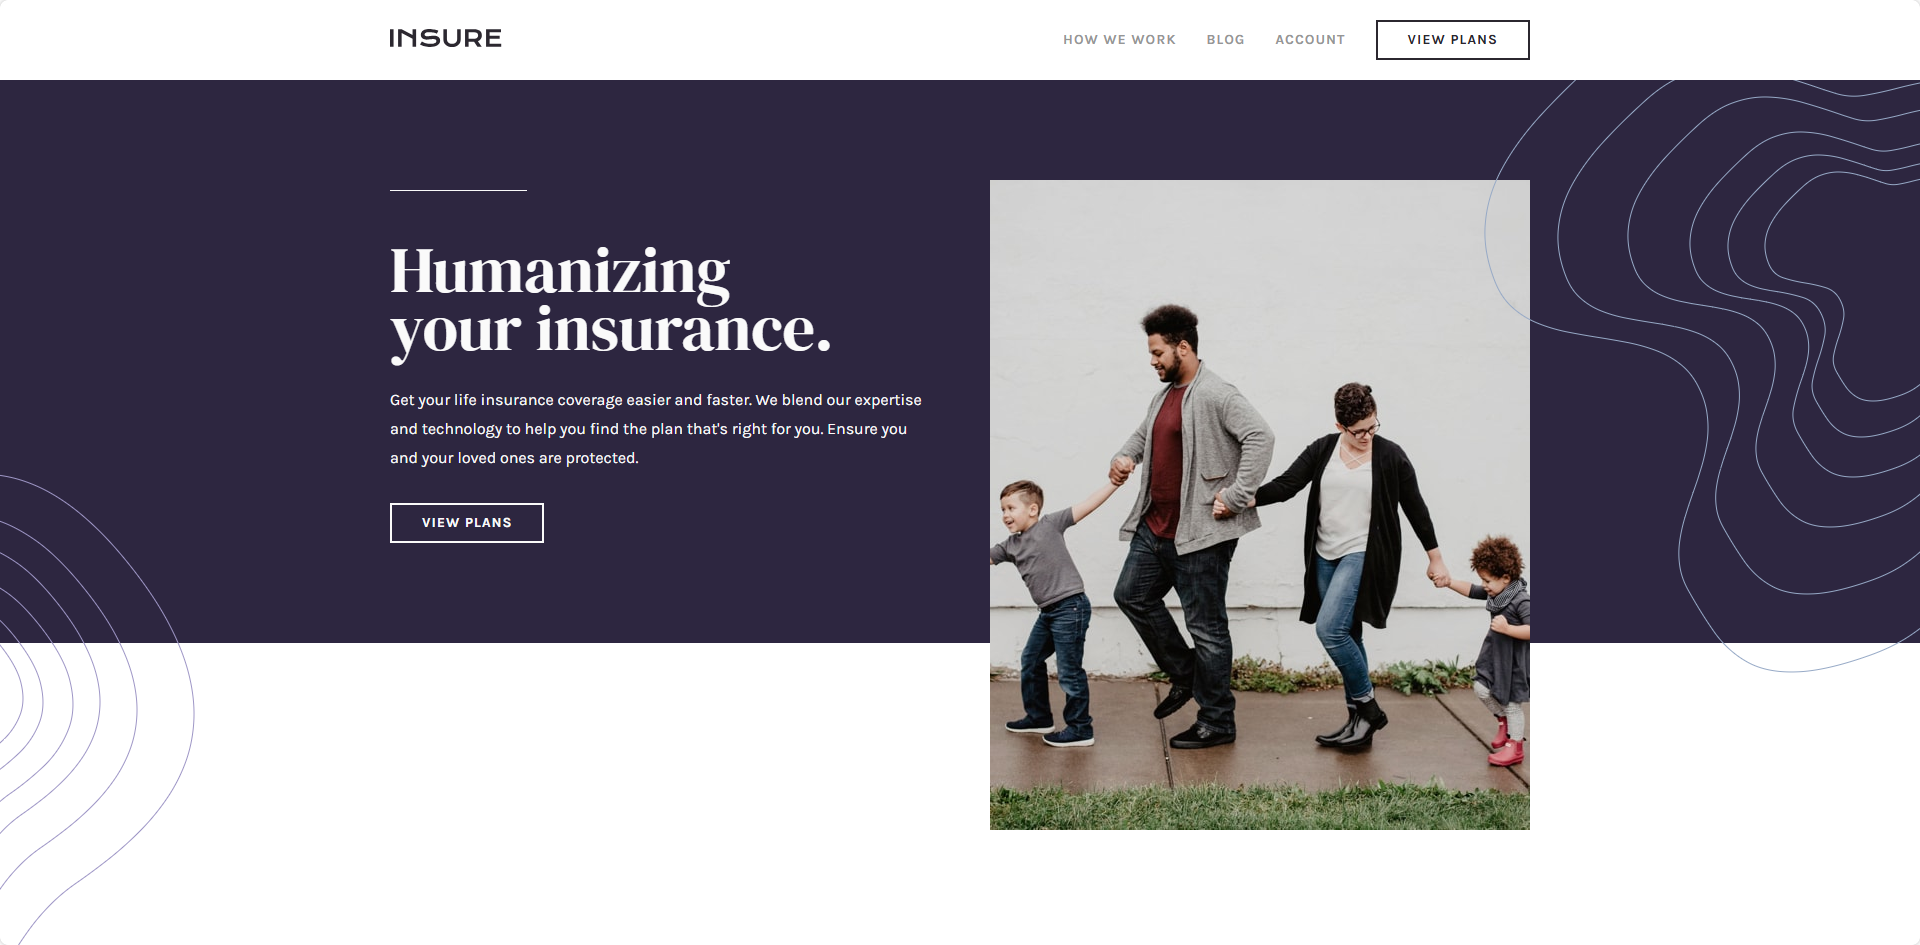 INSURE
HOW WE WORK
BLOG
ACCOUNT
VIEW PLANS
Humanizing
your insurance.
Get your life insurance coverage easier and faster. We blend our expertise
and technology to help you find the plan that's right for you. Ensure you
and your loved ones are protected.
VIEW PLANS